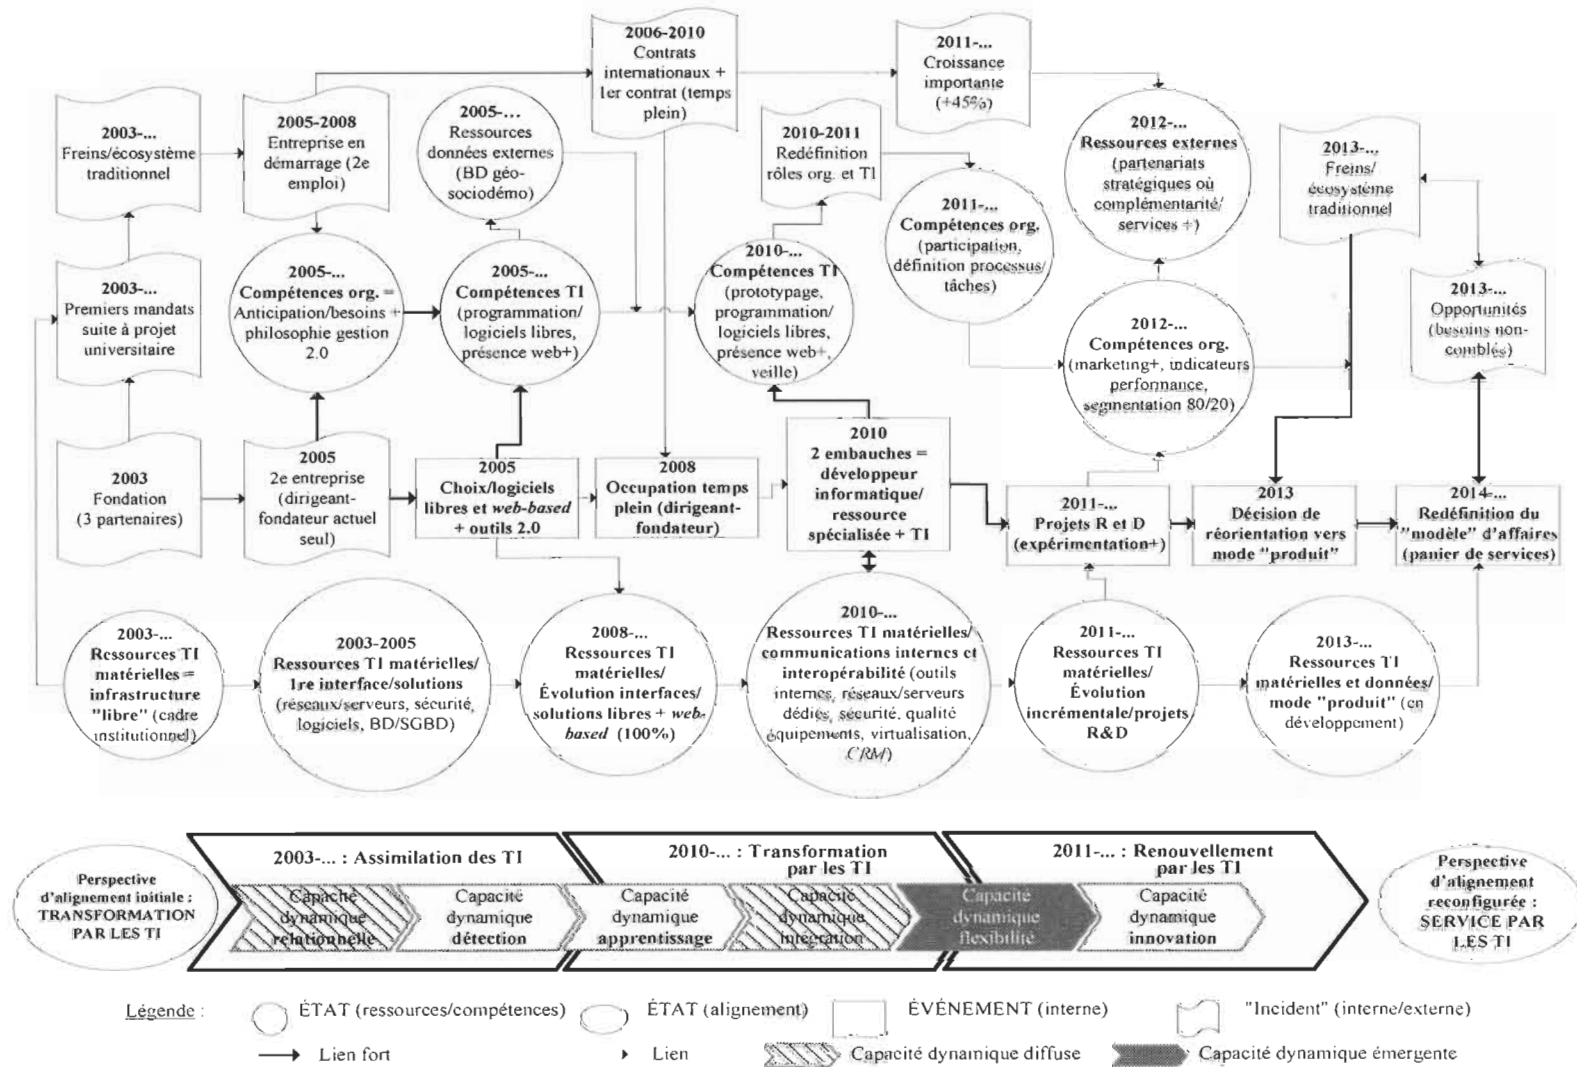 2006-2010
Contrats
internationaux +
1er contrat (temps
plein)
2011-...
Croissance
importante
(+45%)
2003-...
Freins/écosystème
traditionnel
2005-2008
Entreprise en
démarrage (2e
emploi)
2005-...
Ressources
données externes
(BD géo-
sociodémo)
2010-2011
Redéfinition
rôles org. et TI
2012-...
Ressources externes
(partenariats
stratégiques où
complémentarité/
services +)
2013-...
Freins/
écosystème
traditionnel
2011-...
Compétences org.
(participation,
définition processus/
tâches)
2003-...
Premiers mandats
suite à projet
universitaire
2005-...
Compétences org. =
Anticipation/besoins +
philosophie gestion
2.0
2005-...
Compétences TI
(programmation/
logiciels libres,
présence web+)
2010-...
Compétences TI
(prototypage,
programmation/
logiciels libres,
présence web+,
veille)
2012-...
Compétences org.
(marketing+, indicateurs
performance,
segmentation 80/20)
2013-...
Opportunités
(besoins non-
comblés)
2003
Fondation
(3 partenaires)
2005
2e entreprise
(dirigeant-
fondateur actuel
seul)
2005
Choix/logiciels
libres et web-based
+ outils 2.0
2008
Occupation temps
plein (dirigeant-
fondateur)
2010
2 embauches =
développeur
informatique/
ressource
spécialisée + TI
2011-...
Projets R et D
(expérimentation+)
2013
Décision de
réorientation vers
mode "produit"
2014-...
Redéfinition du
"modèle" d'affaires
(panier de services)
2003-...
Ressources TI
matérielles =
infrastructure
"libre" (cadre
institutionnel)
2003-2005
Ressources TI matérielles/
1re interface/solutions
(réseaux/serveurs, sécurité,
logiciels, BD/SGBD)
2008-...
Ressources TI
matérielles/
Évolution interfaces/
solutions libres + web-
based (100%)
2010-...
Ressources TI matérielles/
communications internes et
interopérabilité (outils
internes, réseaux/serveurs
dédiés, sécurité, qualité
équipements, virtualisation,
CRM)
2011-...
Ressources TI
matérielles/
Évolution
incrémentale/projets
R&D
2013-...
Ressources TI
matérielles et données/
mode "produit" (en
développement)
Perspective
d'alignement initiale :
TRANSFORMATION
PAR LES TI
2003-... : Assimilation des TI
Capacité
dynamique
relationnelle
Capacité
dynamique
détection
2010-... : Transformation
par les TI
Capacité
dynamique
apprentissage
Capacité
dynamique
intégration
2011-... : Renouvellement
par les TI
Capacité
dynamique
flexibilité
Capacité
dynamique
innovation
Perspective
d'alignement
reconfigurée :
SERVICE PAR
LES TI
Légende :
ÉTAT (ressources/compétences)
ÉTAT (alignement)
ÉVÉNEMENT (interne)
"Incident" (interne/externe)
Lien fort
Lien
Capacité dynamique diffuse
Capacité dynamique émergente